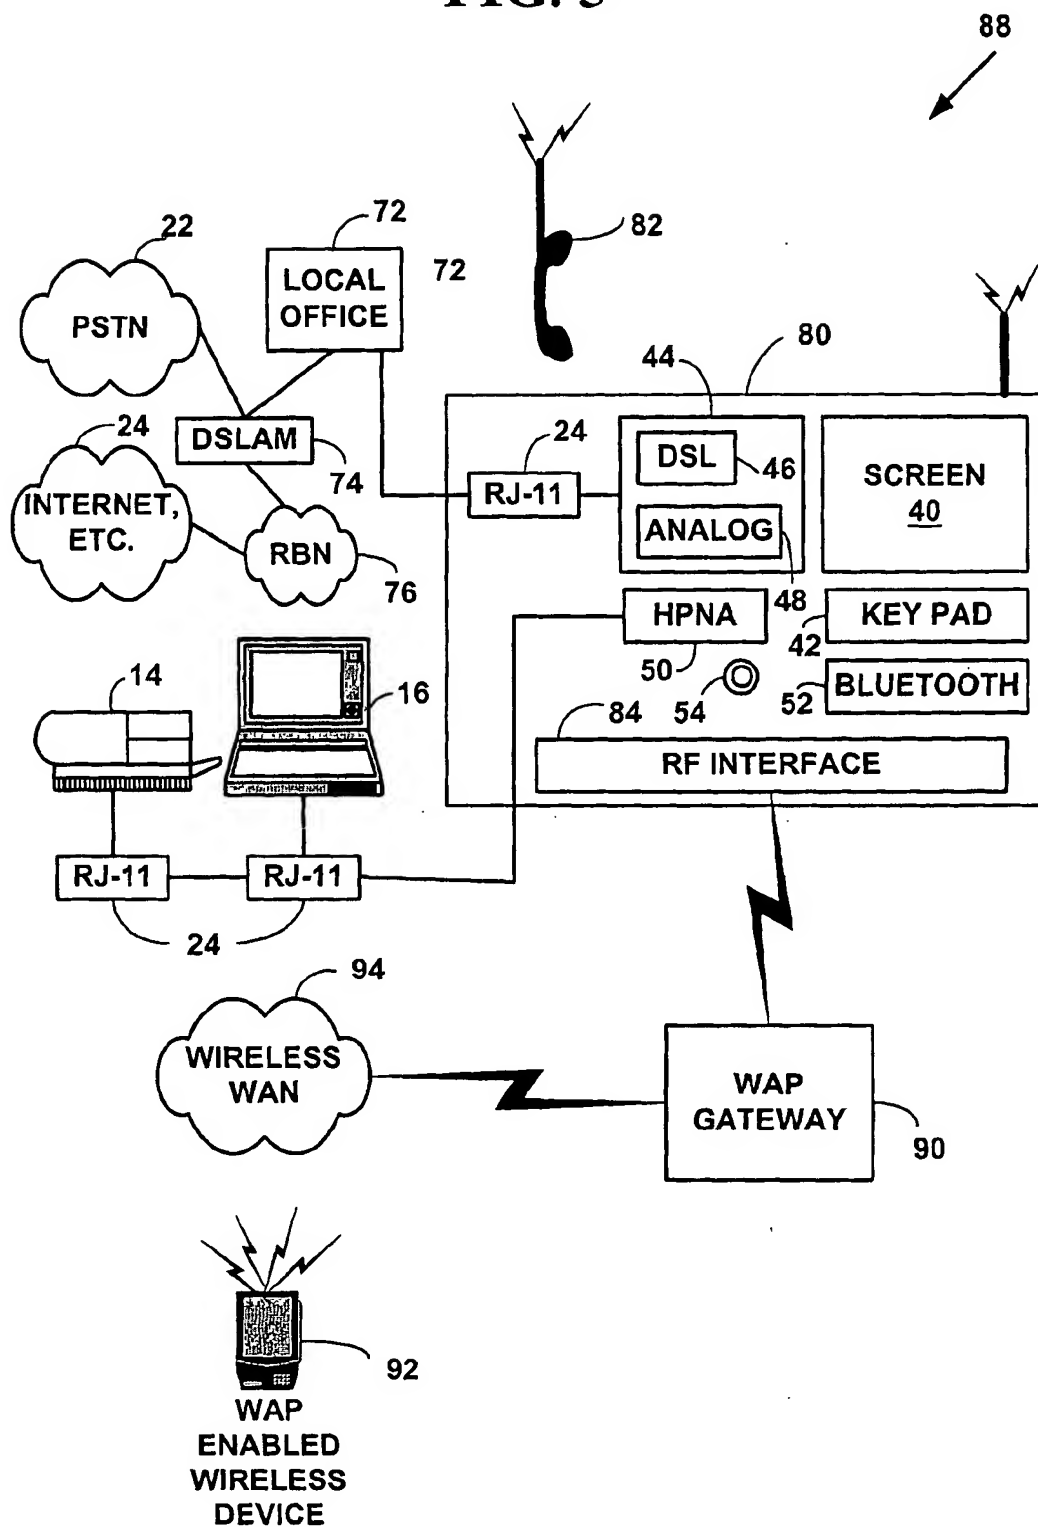 FIG. 5
88
72
22
82
LOCAL
OFFICE
72
PSTN
80
44
24
DSLAM
24
DSL
46
SCREEN
40
74
INTERNET,
ETC.
RJ-11
ANALOG
RBN
76
48
HPNA
KEY PAD
42
50
14
16
54
52
BLUETOOTH
84
RF INTERFACE
RJ-11
RJ-11
24
94
WIRELESS
WAN
WAP
GATEWAY
90
92
WAP
ENABLED
WIRELESS
DEVICE